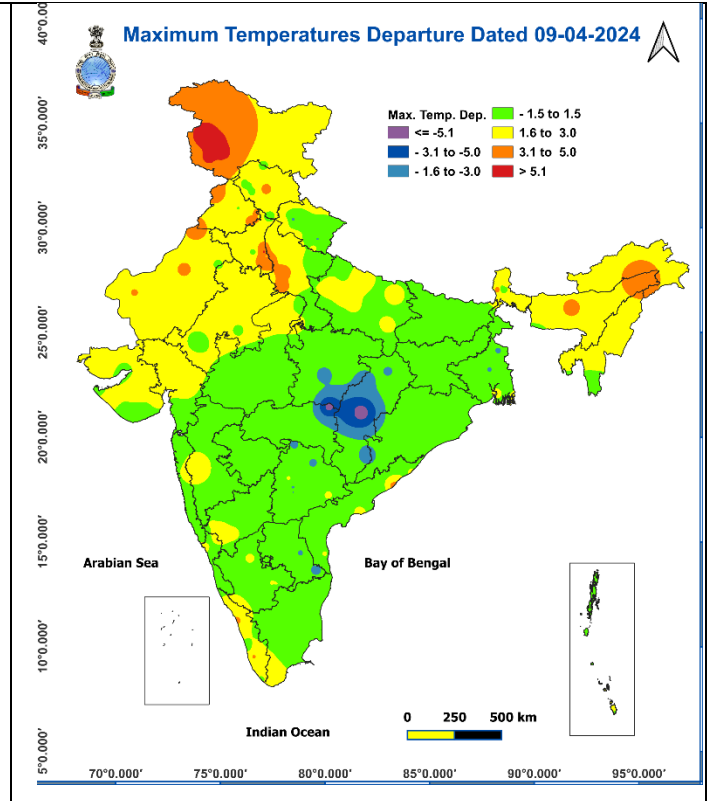 Maximum Temperatures Departure Dated 09-04-2024
Max. Temp. Dep.
<= -5.1
- 3.1 to -5.0
- 1.6 to -3.0
- 1.5 to 1.5
1.6 to 3.0
3.1 to 5.0
> 5.1
40°0.000'
35°0.000'
30°0.000'
25°0.000'
20°0.000'
15°0.000'
10°0.000'
5°0.000'
Arabian Sea
Bay of Bengal
Indian Ocean
0 250 500 km
70°0.000' 75°0.000' 80°0.000' 85°0.000' 90°0.000' 95°0.000'